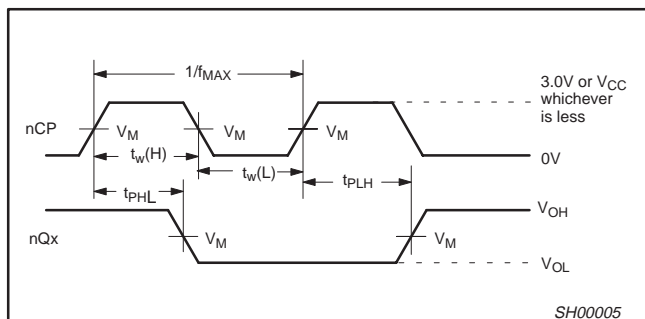 1/fMAX
3.0V or VCC
whichever
is less
nCP
VM
VM
VM
0V
tw(H)
tw(L)
tPHL
tPLH
VOH
nQx
VM
VM
VOL
SH00005